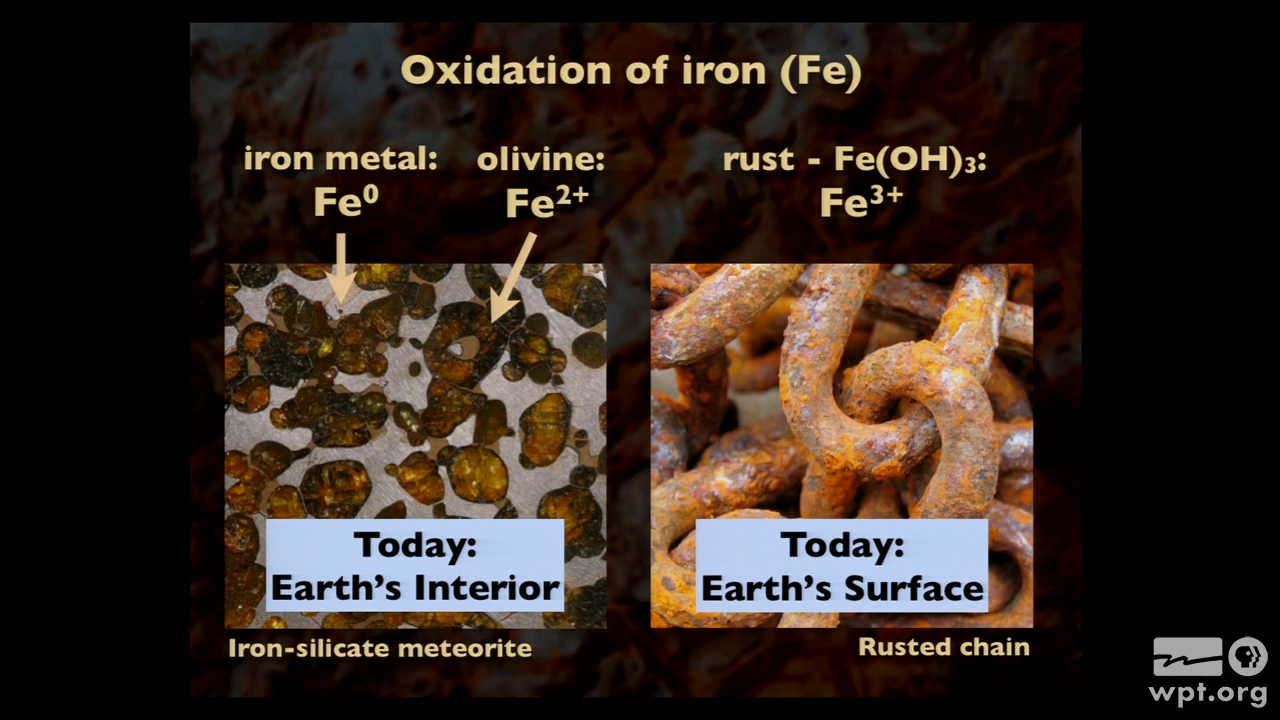 Oxidation of iron (Fe)
iron metal:
Fe⁰
olivine:
Fe²⁺
rust - Fe(OH)₃:
Fe³⁺
Today:
Earth’s Interior
Today:
Earth’s Surface
Iron-silicate meteorite
Rusted chain
wpt.org